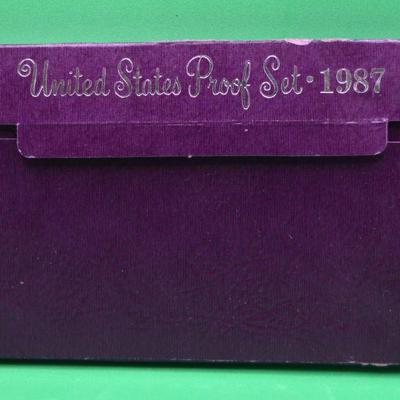 United States Proof Set · 1987